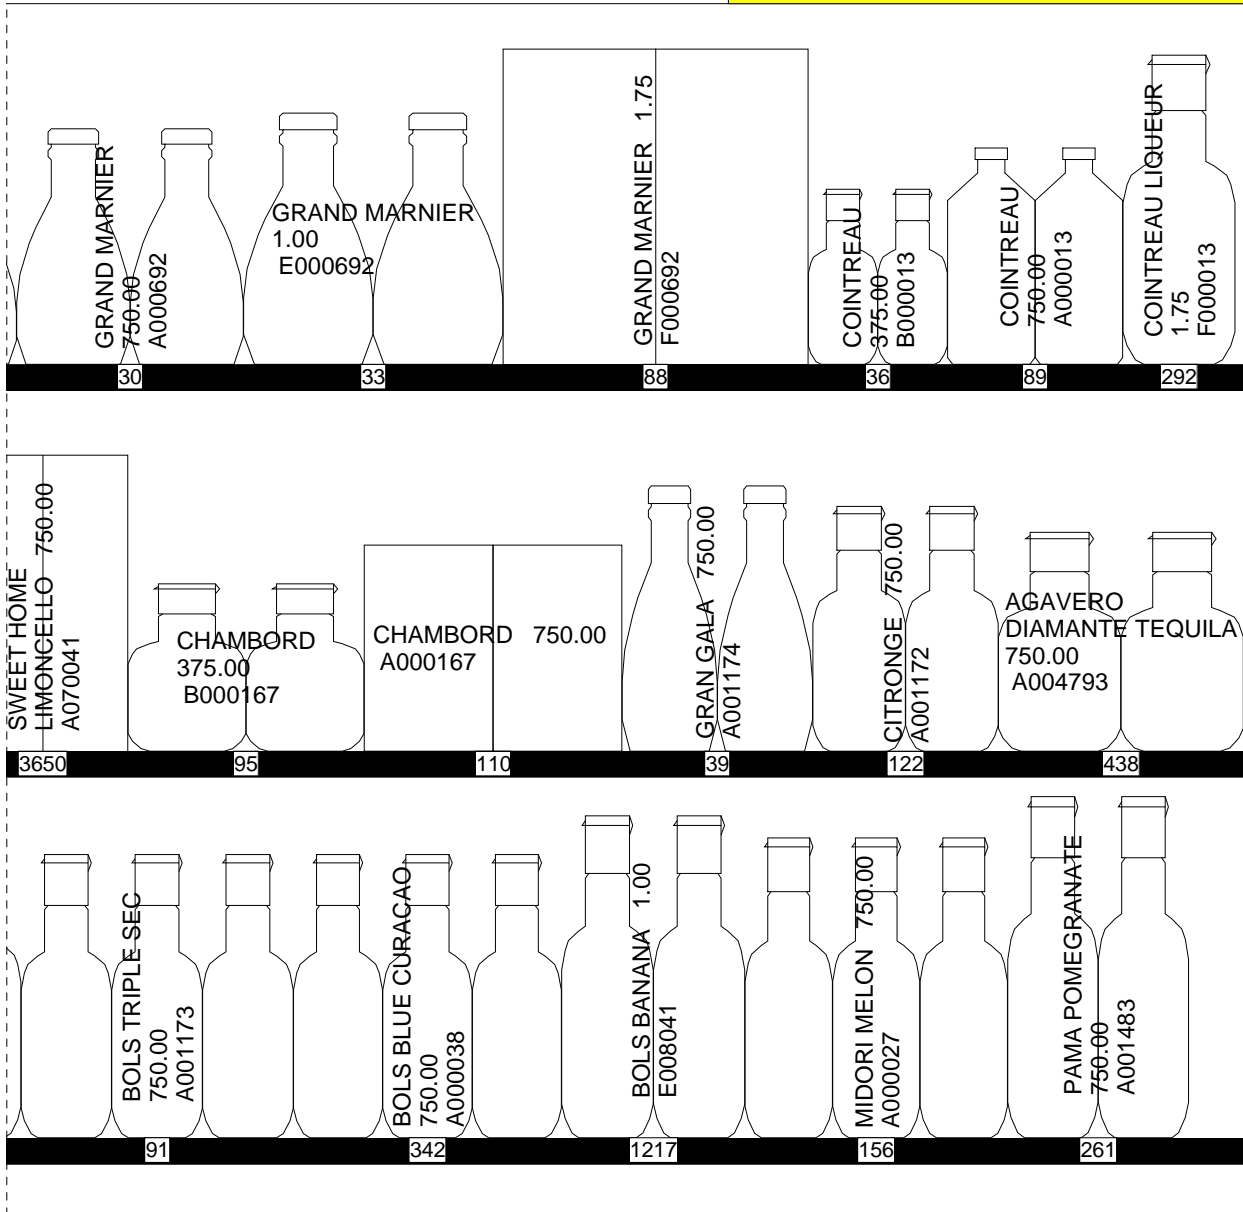 GRAND MARNIER
750.00
A000692
GRAND MARNIER
1.00
E000692
GRAND MARNIER 1.75
F000692
COINTREAU
375.00
B000013
COINTREAU
750.00
A000013
COINTREAU LIQUEUR
1.75
F000013
30
33
88
36
89
292
SWEET HOME
LIMONCELLO 750.00
A070041
CHAMBORD
375.00
B000167
CHAMBORD 750.00
A000167
GRAN GALA 750.00
A001174
CITRONGE 750.00
A001172
AGAVERO
DIAMANTE TEQUILA
750.00
A004793
3650
95
110
39
122
438
BOLS TRIPLE SEC
750.00
A001173
BOLS BLUE CURACAO
750.00
A000038
BOLS BANANA 1.00
E008041
MIDORI MELON 750.00
A000027
PAMA POMEGRANATE
750.00
A001483
91
342
1217
156
261